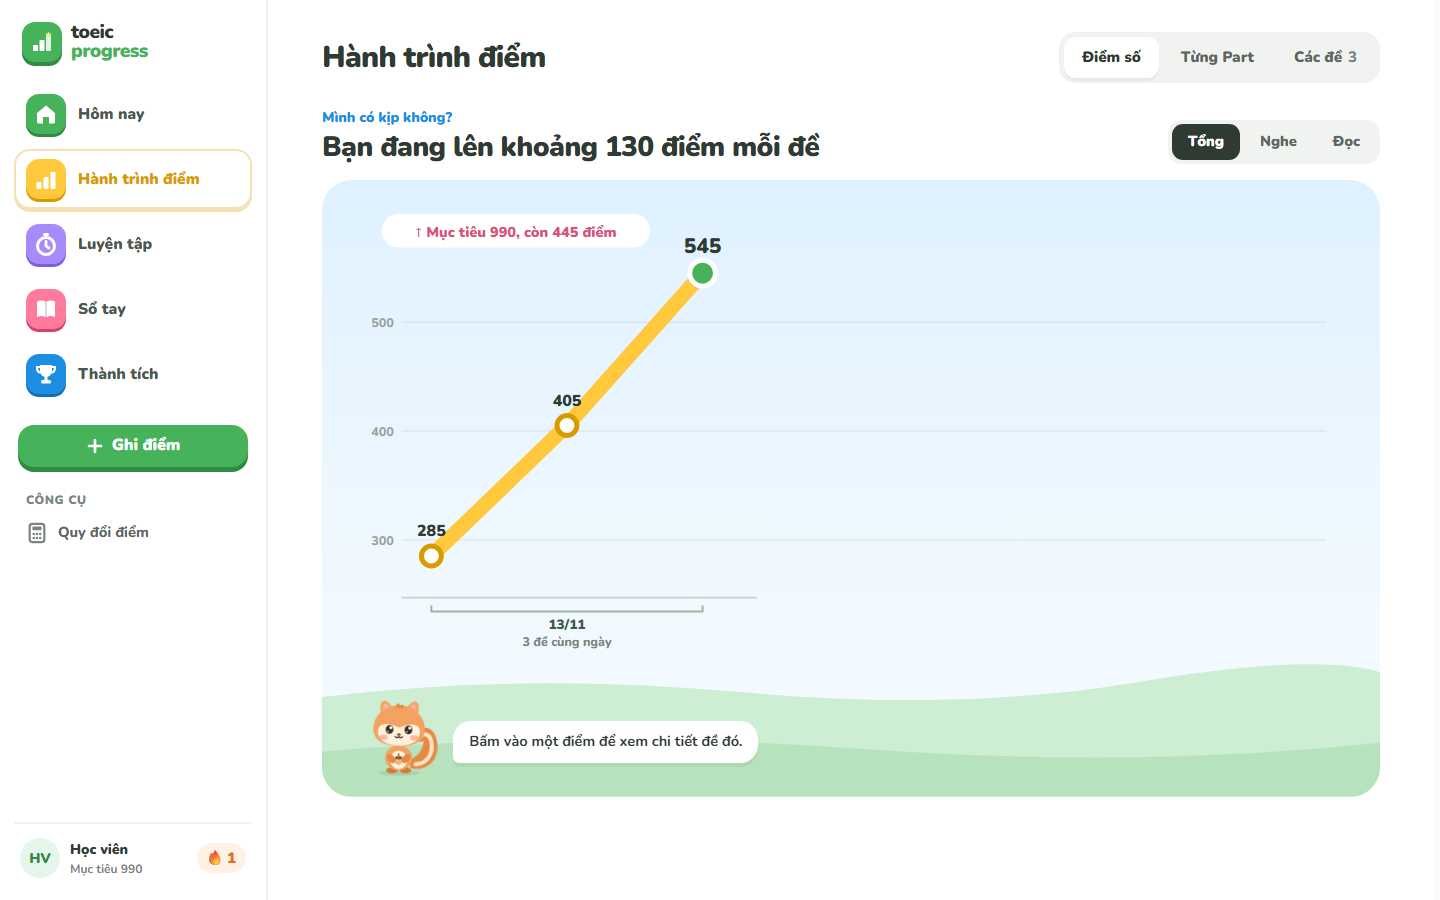 toeic
progress
Hôm nay
Hành trình điểm
Luyện tập
Sổ tay
Thành tích
+ Ghi điểm
CÔNG CỤ
Quy đổi điểm
HV
Học viên
Mục tiêu 990
1
Hành trình điểm
Điểm số
Từng Part
Các đề 3
Mình có kịp không?
Bạn đang lên khoảng 130 điểm mỗi đề
Tổng
Nghe
Đọc
↑ Mục tiêu 990, còn 445 điểm
545
500
405
400
285
300
13/11
3 đề cùng ngày
Bấm vào một điểm để xem chi tiết đề đó.